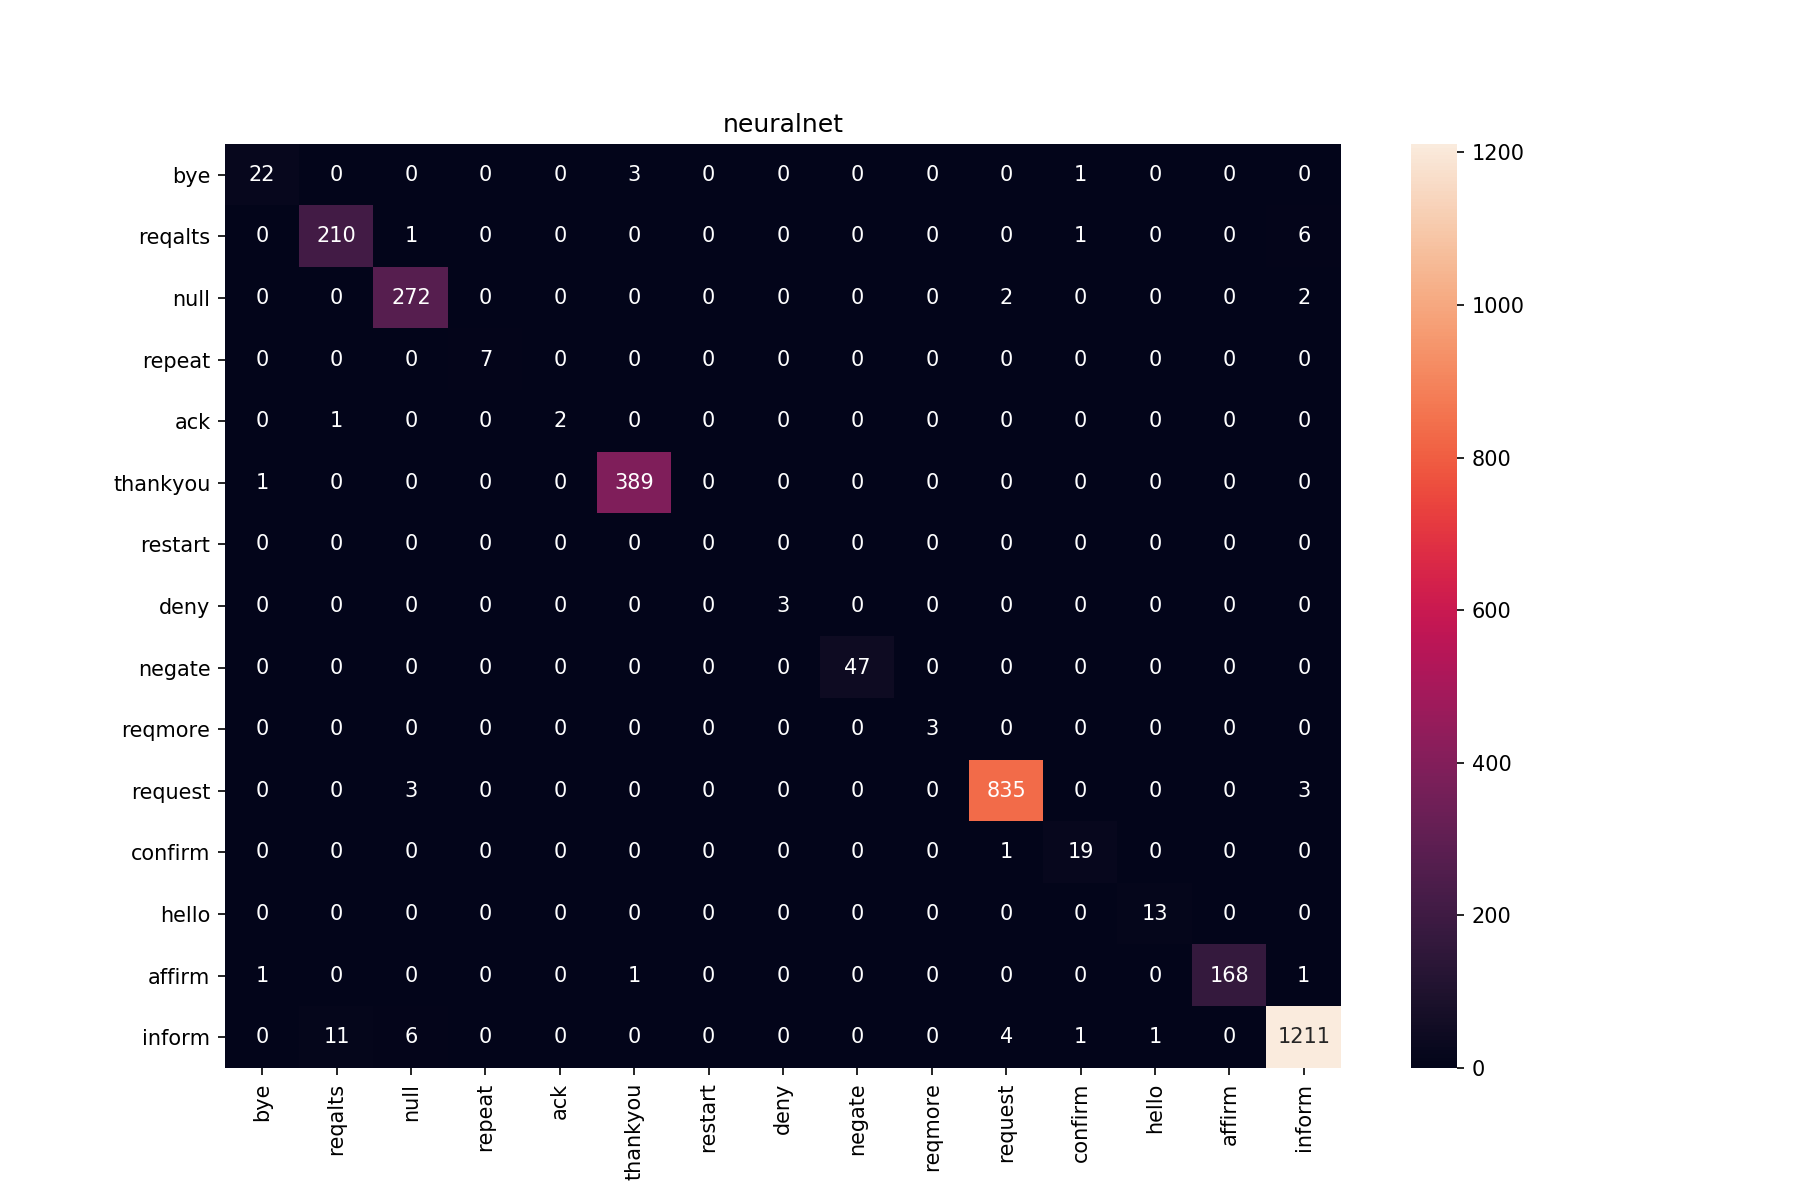 neuralnet
bye 22 0 0 0 0 3 0 0 0 0 0 1 0 0 0
reqalts 0 210 1 0 0 0 0 0 0 0 0 1 0 0 6
null 0 0 272 0 0 0 0 0 0 0 2 0 0 0 2
repeat 0 0 0 7 0 0 0 0 0 0 0 0 0 0 0
ack 0 1 0 0 2 0 0 0 0 0 0 0 0 0 0
thankyou 1 0 0 0 0 389 0 0 0 0 0 0 0 0 0
restart 0 0 0 0 0 0 0 0 0 0 0 0 0 0 0
deny 0 0 0 0 0 0 0 3 0 0 0 0 0 0 0
negate 0 0 0 0 0 0 0 0 47 0 0 0 0 0 0
reqmore 0 0 0 0 0 0 0 0 0 3 0 0 0 0 0
request 0 0 3 0 0 0 0 0 0 0 835 0 0 0 3
confirm 0 0 0 0 0 0 0 0 0 0 1 19 0 0 0
hello 0 0 0 0 0 0 0 0 0 0 0 0 13 0 0
affirm 1 0 0 0 0 1 0 0 0 0 0 0 0 168 1
inform 0 11 6 0 0 0 0 0 0 0 4 1 1 0 1211
bye reqalts null repeat ack thankyou restart deny negate reqmore request confirm hello affirm inform
1200
1000
800
600
400
200
0